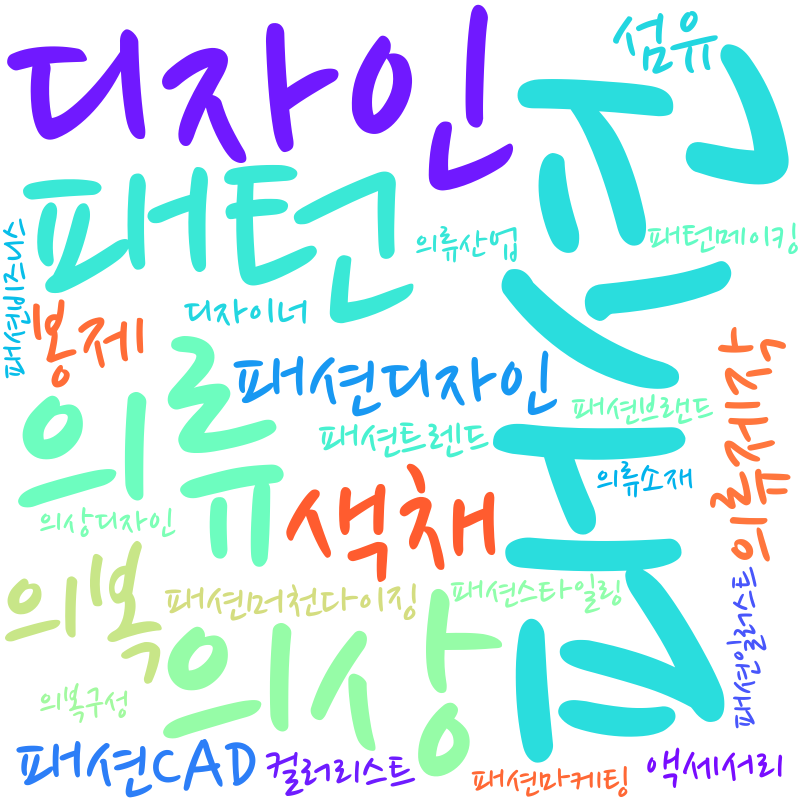 디자인
섬유
패션
패턴
의류산업
패턴메이킹
패션비즈니스
디자이너
봉제
패션디자인
의류
패션브랜드
패션트렌드
의류제작
의류소재
색채
의상디자인
의복
패션머천다이징
패션스타일링
의상
패션일러스트
의복구성
패션CAD
컬러리스트
패션마케팅
액세서리